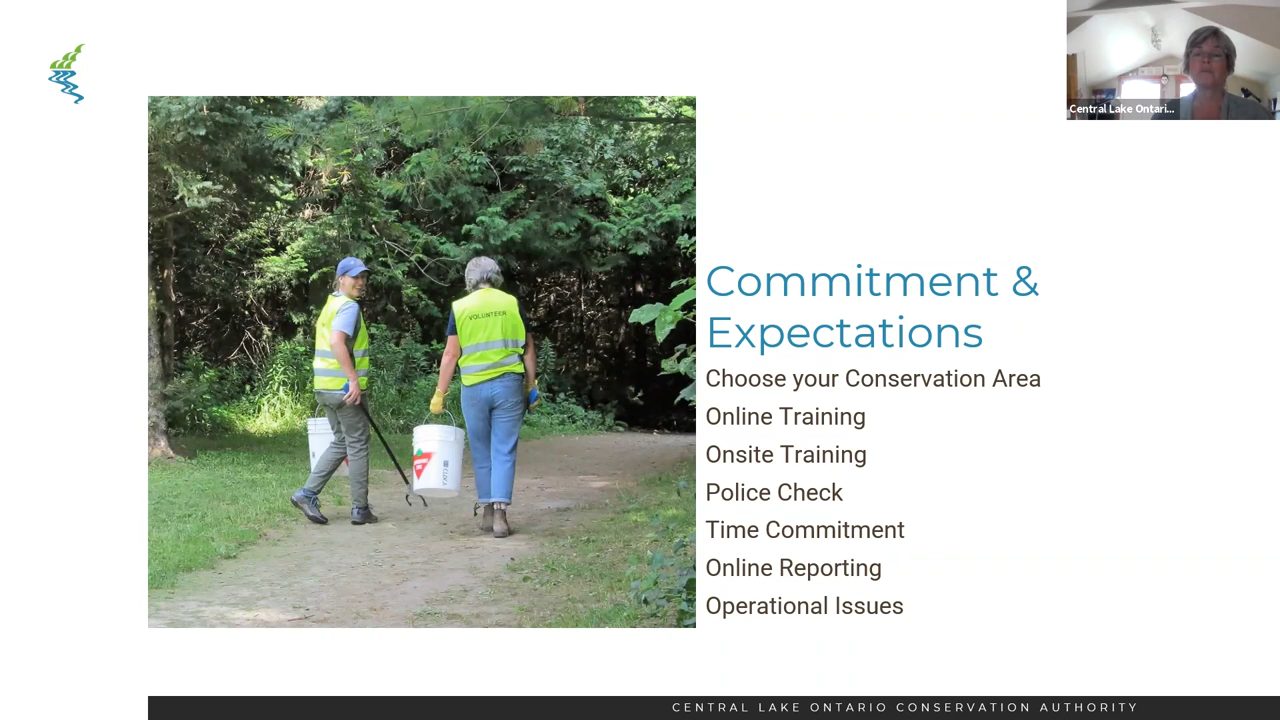 Central Lake Ontari...
VOLUNTEER
Commitment &
Expectations
Choose your Conservation Area
Online Training
Onsite Training
Police Check
Time Commitment
Online Reporting
Operational Issues
CENTRAL LAKE ONTARIO CONSERVATION AUTHORITY